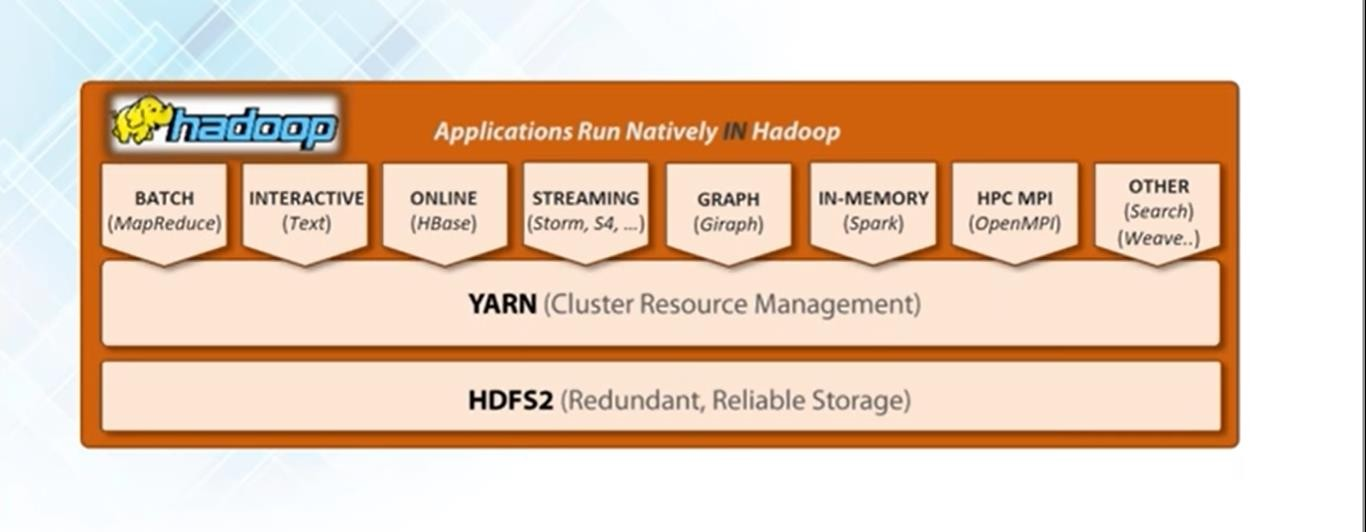 hadoop
Applications Run Natively IN Hadoop
BATCH
(MapReduce)
INTERACTIVE
(Text)
ONLINE
(HBase)
STREAMING
(Storm, S4, ...)
GRAPH
(Giraph)
IN-MEMORY
(Spark)
HPC MPI
(OpenMPI)
OTHER
(Search)
(Weave..)
YARN (Cluster Resource Management)
HDFS2 (Redundant, Reliable Storage)